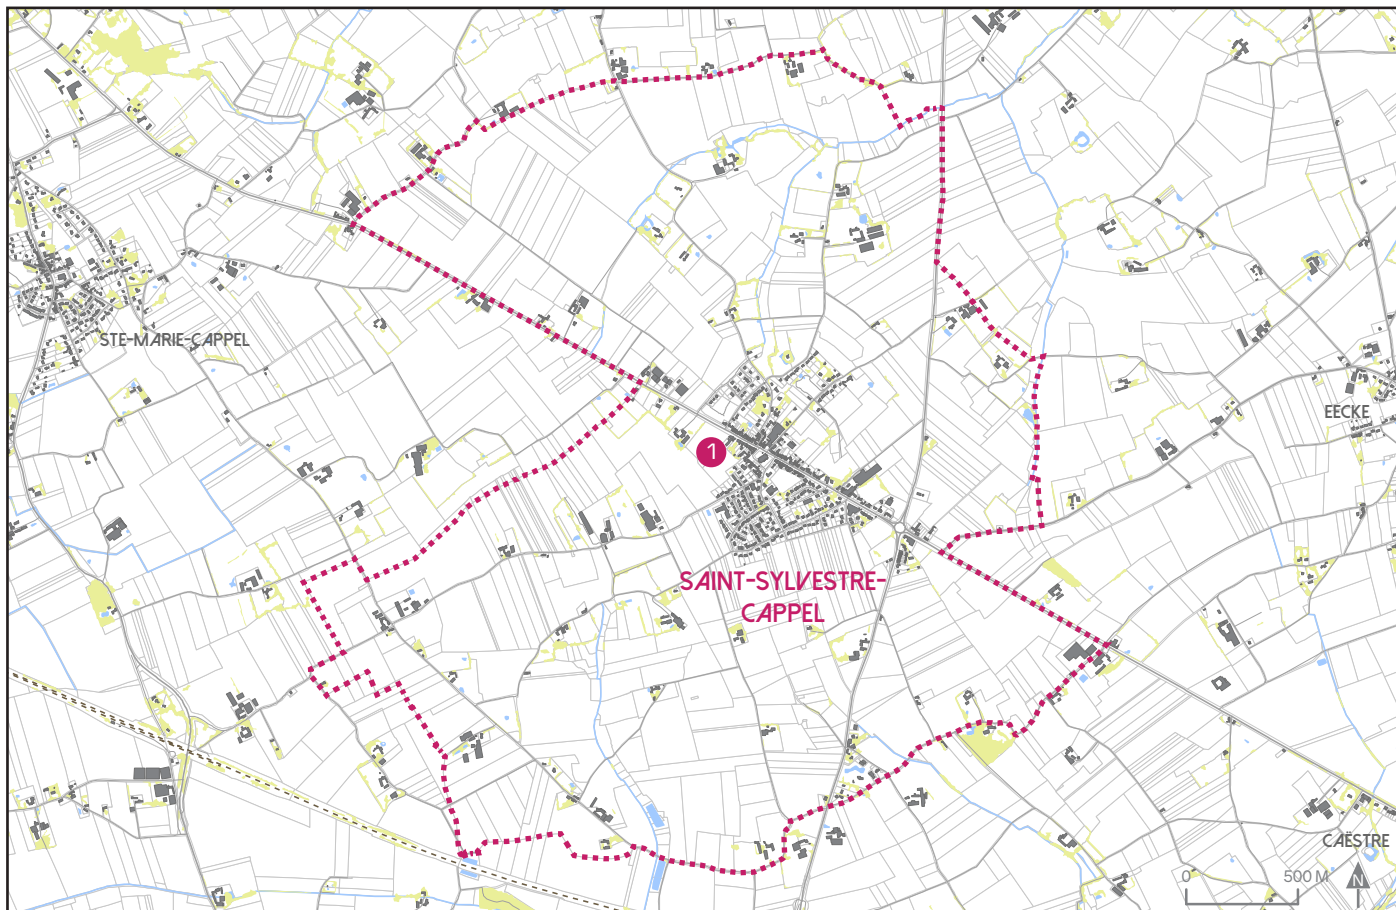 STE-MARIE-CAPPEL
EECKE
1
SAINT-SYLVESTRE-
CAPPEL
CAËSTRE
0 500 M
N